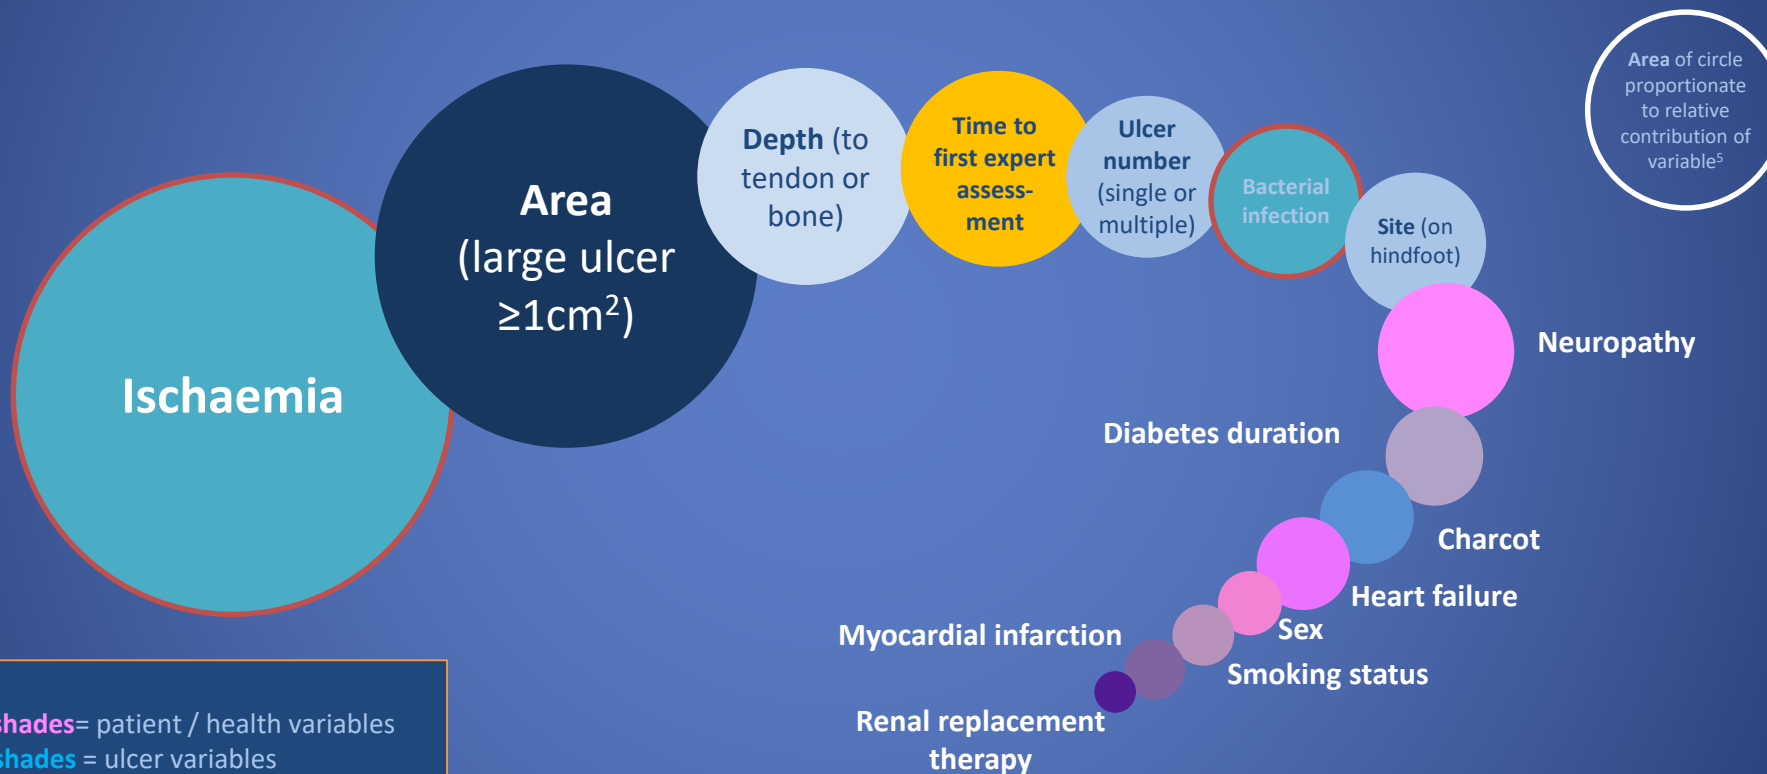 Ischaemia
Area
(large ulcer
≥1cm²)
Depth (to
tendon or
bone)
Time to
first expert
assess-
ment
Ulcer
number
(single or
multiple)
Bacterial
infection
Site (on
hindfoot)
Area of circle
proportionate
to relative
contribution of
variable⁵
Neuropathy
Diabetes duration
Charcot
Heart failure
Sex
Myocardial infarction
Smoking status
Renal replacement
therapy
shades= patient / health variables
shades = ulcer variables